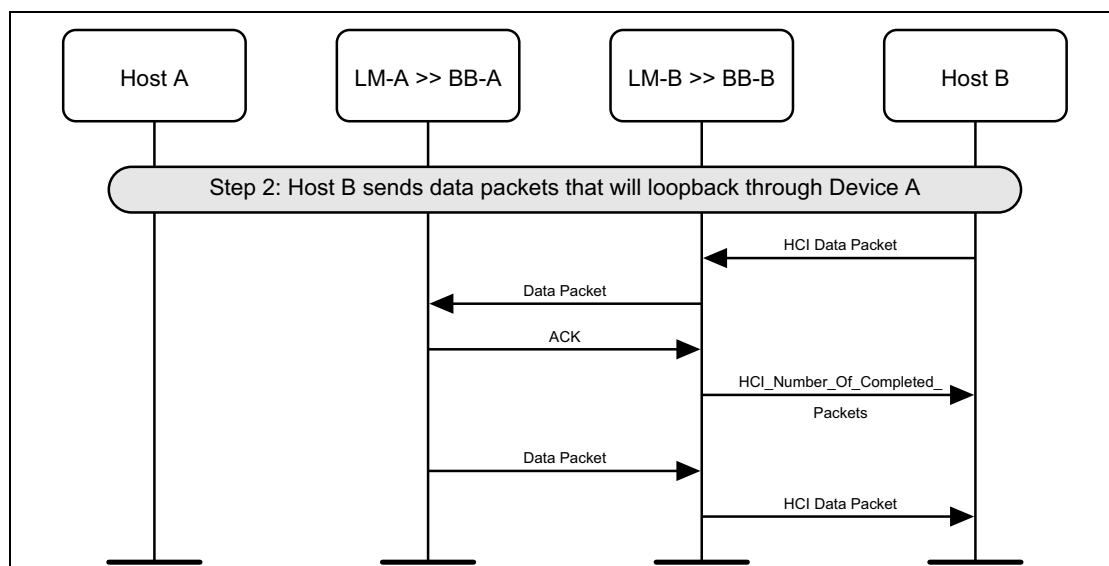 Host A
LM-A >> BB-A
LM-B >> BB-B
Host B
Step 2: Host B sends data packets that will loopback through Device A
HCI Data Packet
Data Packet
ACK
HCI_Number_Of_Completed_
Packets
Data Packet
HCI Data Packet